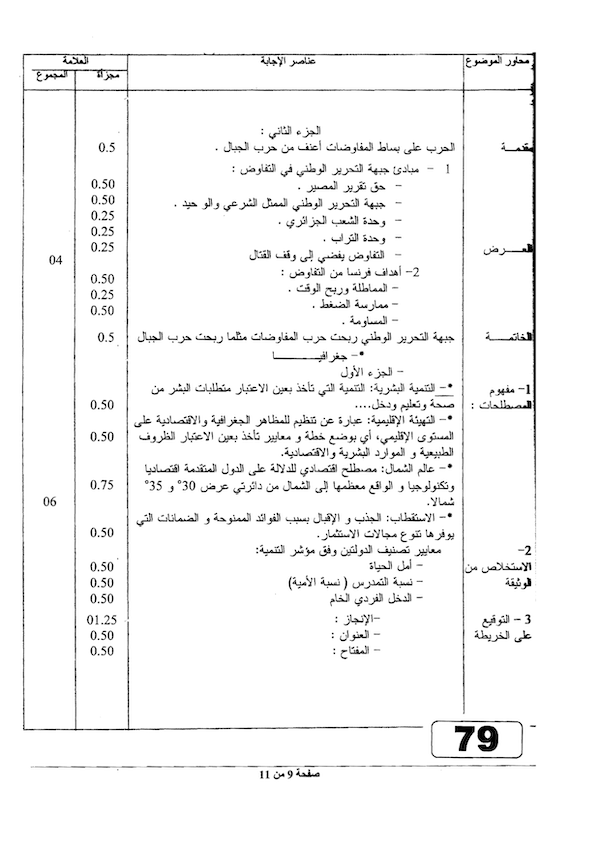 محاور الموضوع عناصر الإجابة العلامة
مجزأة المجموع
الجزء الثاني :
مقدمـــة الحرب على بساط المفاوضات أعنف من حرب الجبال . 0.5
1 - مبادئ جبهة التحرير الوطني في التفاوض :
- حق تقرير المصير . 0.50
- جبهة التحرير الوطني الممثل الشرعي والو حيد . 0.50
- وحدة الشعب الجزائري . 0.25
- وحدة التراب . 0.25
العـــرض - التفاوض يفضي إلى وقف القتال 0.25
04
2- أهداف فرنسا من التفاوض :
- المماطلة وربح الوقت . 0.50
- ممارسة الضغط . 0.25
- المساومة . 0.50
الخاتمـــة جبهة التحرير الوطني ربحت حرب المفاوضات مثلما ربحت حرب الجبال 0.5
•- جغرافيـــــــا
- الجزء الأول
1- مفهوم •- التنمية البشرية: التنمية التي تأخذ بعين الاعتبار متطلبات البشر من
المصطلحات : صحة وتعليم ودخل.... 0.50
•- التهيئة الإقليمية: عبارة عن تنظيم للمظاهر الجغرافية والاقتصادية على
المستوى الإقليمي، أي بوضع خطة و معايير تأخذ بعين الاعتبار الظروف 0.50
الطبيعية و الموارد البشرية والاقتصادية.
•- عالم الشمال: مصطلح اقتصادي للدلالة على الدول المتقدمة اقتصاديا
وتكنولوجيا و الواقع معظمها إلى الشمال من دائرتي عرض 30° و 35° 0.75
شمالا. 06
•- الاستقطاب: الجذب و الإقبال بسبب الفوائد الممنوحة و الضمانات التي
يوفرها تنوع مجالات الاستثمار. 0.50
2- معايير تصنيف الدولتين وفق مؤشر التنمية:
الاستخلاص من - أمل الحياة 0.50
الوثيقة - نسبة التمدرس ( نسبة الأمية) 0.50
- الدخل الفردي الخام 0.50
3 - التوقيع -الإنجاز : 01.25
على الخريطة - العنوان : 0.50
- المفتاح : 0.50
79
صفحة 9 من 11